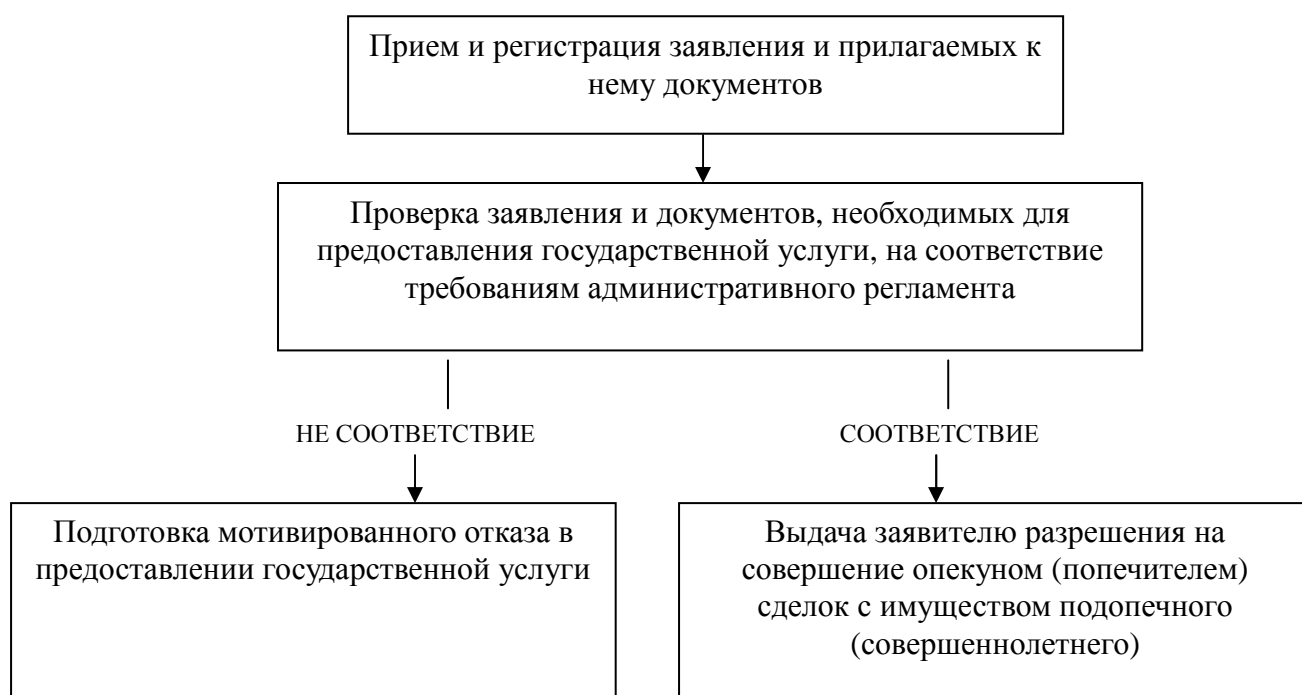 Прием и регистрация заявления и прилагаемых к
нему документов
Проверка заявления и документов, необходимых для
предоставления государственной услуги, на соответствие
требованиям административного регламента
НЕ СООТВЕТСТВИЕ
СООТВЕТСТВИЕ
Подготовка мотивированного отказа в
предоставлении государственной услуги
Выдача заявителю разрешения на
совершение опекуном (попечителем)
сделок с имуществом подопечного
(совершеннолетнего)